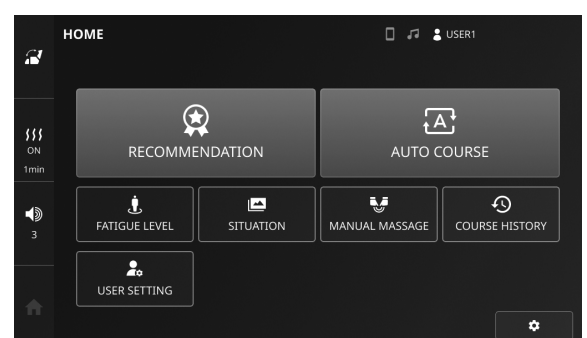 HOME
USER1
ON
1min
3
RECOMMENDATION
A
AUTO COURSE
FATIGUE LEVEL
SITUATION
MANUAL MASSAGE
COURSE HISTORY
USER SETTING